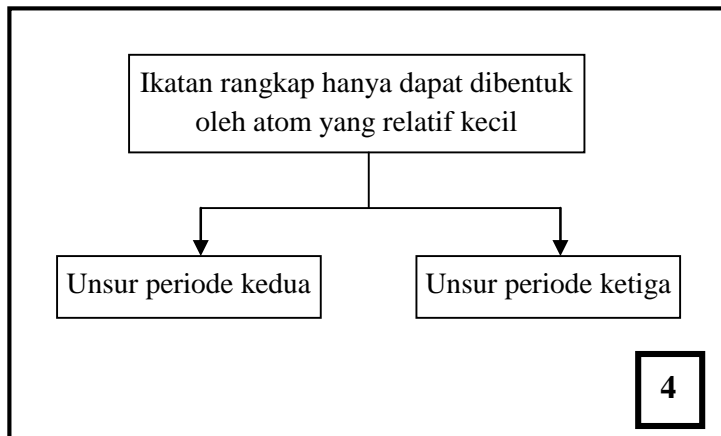 Ikatan rangkap hanya dapat dibentuk
oleh atom yang relatif kecil
Unsur periode kedua
Unsur periode ketiga
4